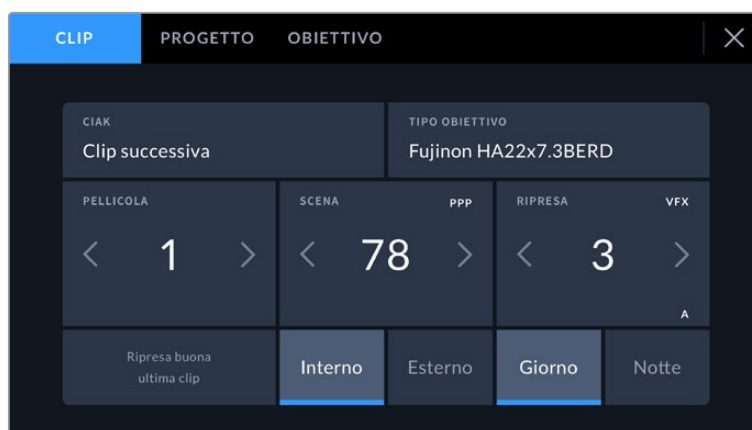 CLIP PROGETTO OBIETTIVO
CIAK TIPO OBIETTIVO
Clip successiva Fujinon HA22x7.3BERD
PELLICOLA SCENA PPP RIPRESA VFX
1 78 3
A
Ripresa buona
ultima clip
Interno Esterno Giorno Notte